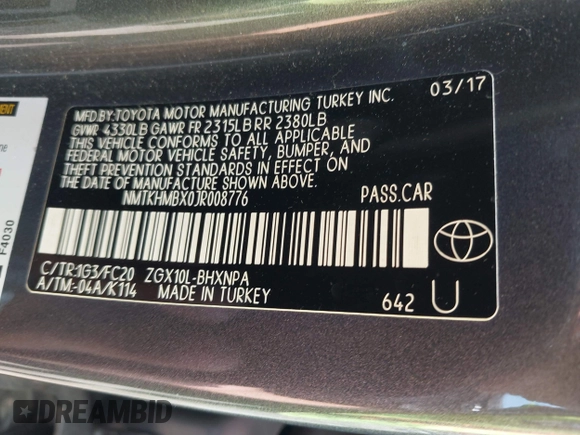 MFD.BY:TOYOTA MOTOR MANUFACTURING TURKEY INC. 03/17
GVWR 4330LB GAWR FR 2315LB RR 2380LB
THIS VEHICLE CONFORMS TO ALL APPLICABLE
FEDERAL MOTOR VEHICLE SAFETY, BUMPER, AND
THEFT PREVENTION STANDARDS IN EFFECT ON
THE DATE OF MANUFACTURE SHOWN ABOVE.
NMTKHMBX0JR008776 PASS.CAR
C/TR:1G3/FC20 ZGX10L-BHXNPA
A/TM:-04A/K114 MADE IN TURKEY 642 U
F4030
DREAMBID